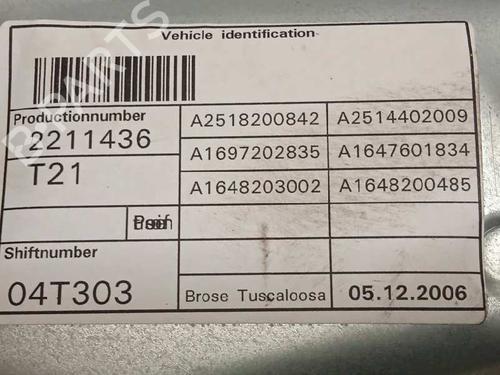 Vehicle identification
Productionnumber
2211436
T21
A2518200842 A2514402009
A1697202835 A1647601834
A1648203002 A1648200485
Shiftnumber
04T303
Brose Tuscaloosa 05.12.2006